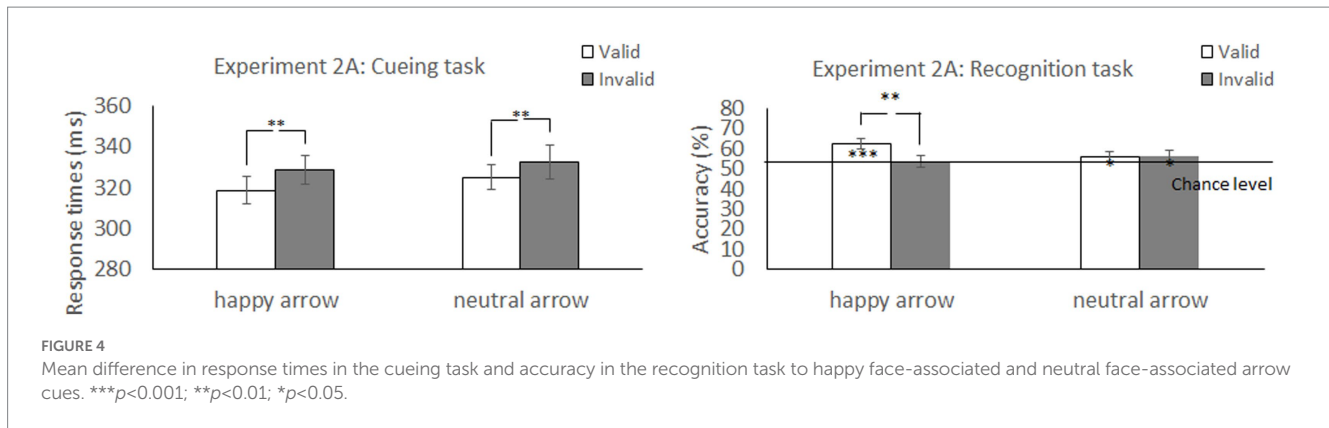 Experiment 2A: Cueing task
Valid
Invalid
Response times (ms)
360
340
320
300
280
**
**
happy arrow
neutral arrow
Experiment 2A: Recognition task
Valid
Invalid
Accuracy (%)
80
70
60
50
40
30
20
10
0
**
***
*
*
Chance level
happy arrow
neutral arrow
FIGURE 4
Mean difference in response times in the cueing task and accuracy in the recognition task to happy face-associated and neutral face-associated arrow
cues. ***p<0.001; **p<0.01; *p<0.05.